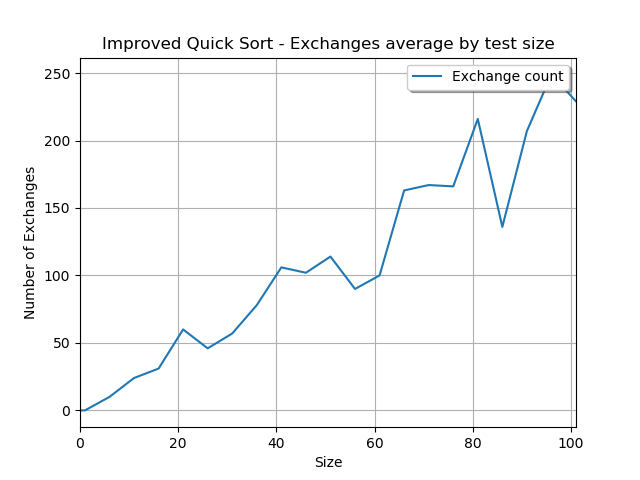 Improved Quick Sort - Exchanges average by test size
Exchange count
Number of Exchanges
250
200
150
100
50
0
0 20 40 60 80 100
Size